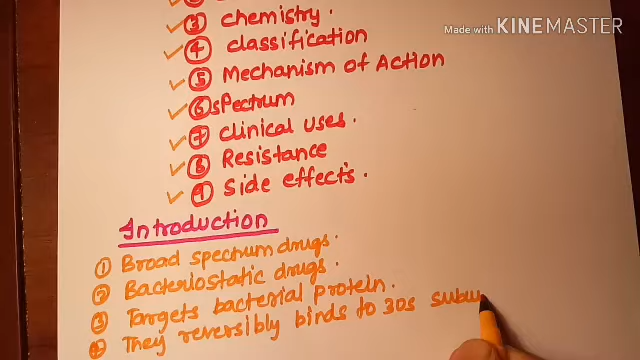 Made with KINEMASTER
③ chemistry.
④ classification
⑤ Mechanism of Action
⑥ spectrum
⑦ clinical uses.
⑧ Resistance
⑨ Side effects.
Introduction
① Broad spectrum drugs.
② Bacteriostatic drugs.
③ Targets bacterial protein.
④ They reversibly binds to 30s subu